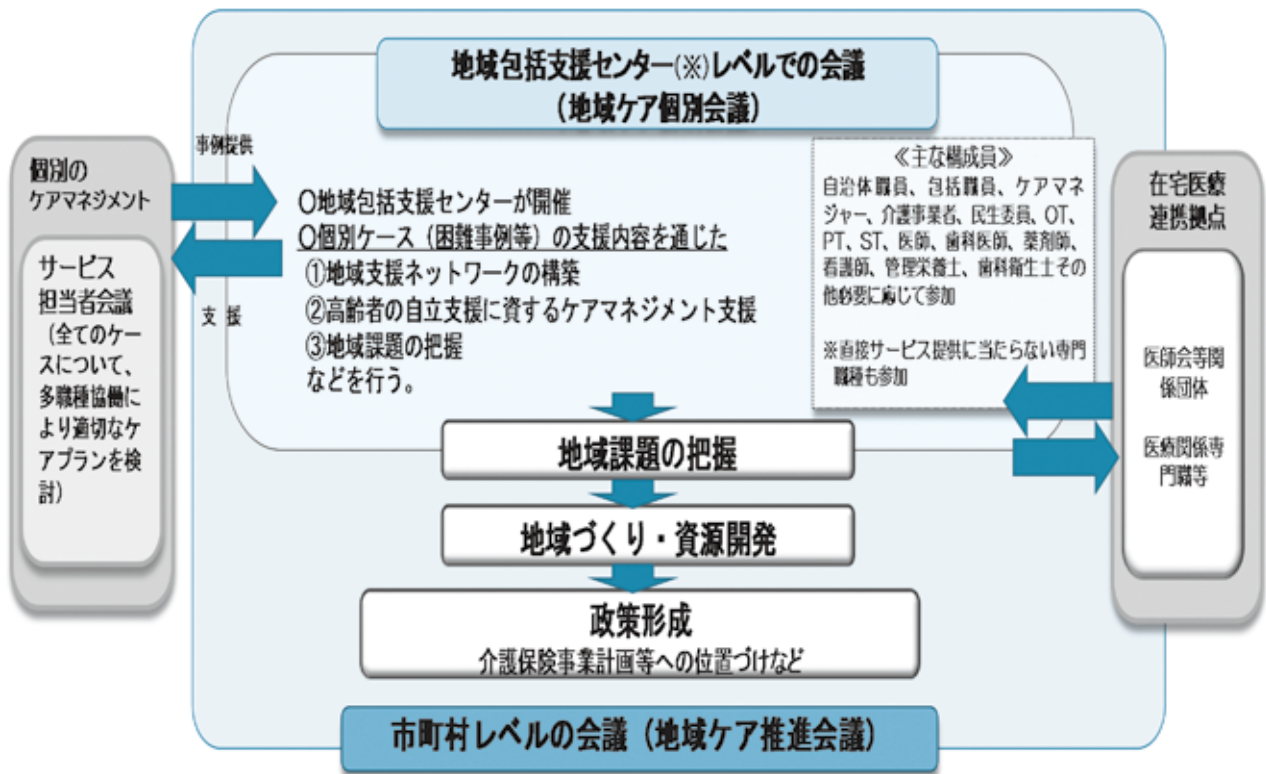 地域包括支援センター(※)レベルでの会議
(地域ケア個別会議)
事例提供
支 援
個別の
ケアマネジメント
サービス
担当者会議
(全てのケー
スについて、
多職種協働に
より適切なケ
アプランを検
討)
〇地域包括支援センターが開催
〇個別ケース(困難事例等)の支援内容を通じた
①地域支援ネットワークの構築
②高齢者の自立支援に資するケアマネジメント支援
③地域課題の把握
などを行う。
≪主な構成員≫
自治体職員、包括職員、ケアマネ
ジャー、介護事業者、民生委員、OT、
PT、ST、医師、歯科医師、薬剤師、
看護師、管理栄養士、歯科衛生士その
他必要に応じて参加
※直接サービス提供に当たらない専門
職種も参加
在宅医療
連携拠点
医師会等関
係団体
医療関係専
門職等
地域課題の把握
地域づくり・資源開発
政策形成
介護保険事業計画等への位置づけなど
市町村レベルの会議(地域ケア推進会議)